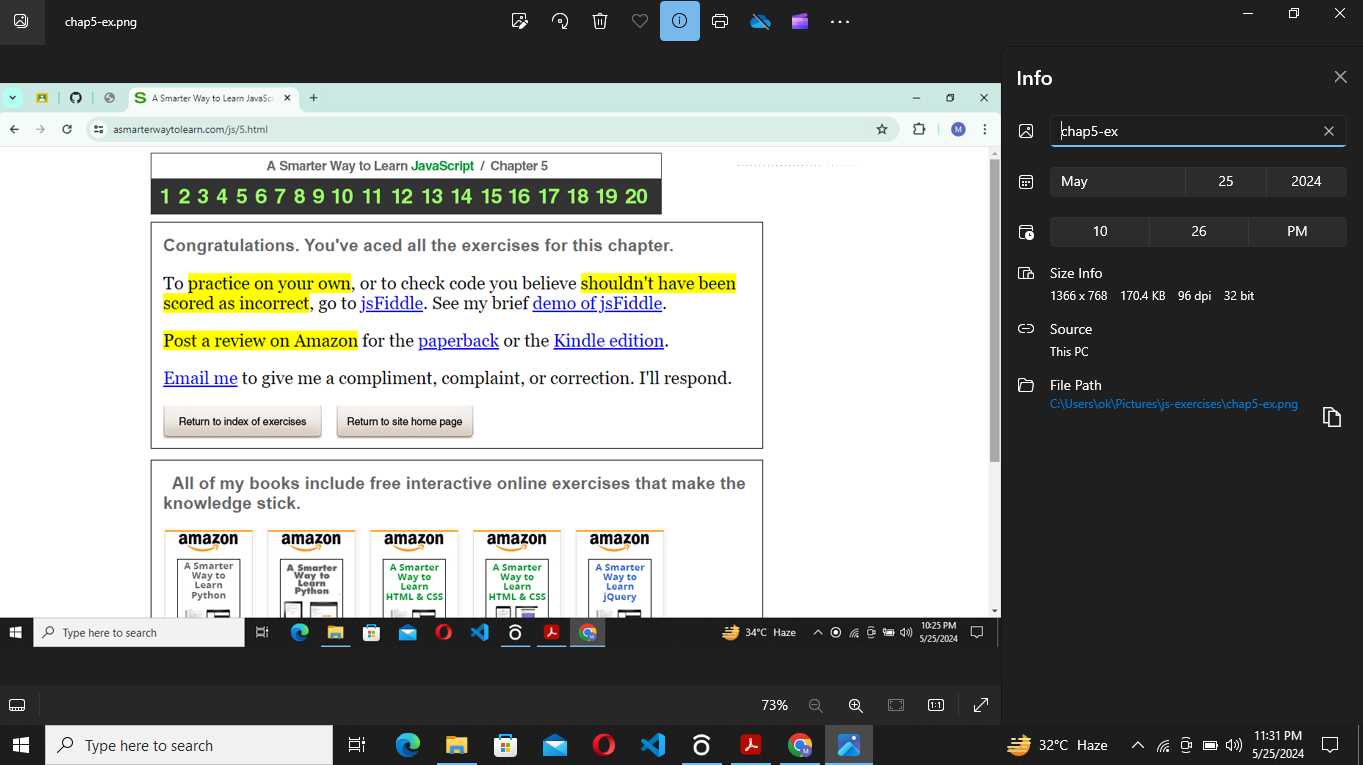 chap5-ex.png
Info
chap5-ex
May 25 2024
10 26 PM
Size Info
1366 x 768 170.4 KB 96 dpi 32 bit
Source
This PC
File Path
C:\Users\ok\Pictures\js-exercises\chap5-ex.png
A Smarter Way to Learn JavaSc
asmarterwaytolearn.com/js/5.html
M
A Smarter Way to Learn JavaScript / Chapter 5
1 2 3 4 5 6 7 8 9 10 11 12 13 14 15 16 17 18 19 20
Congratulations. You've aced all the exercises for this chapter.
To practice on your own, or to check code you believe shouldn't have been
scored as incorrect, go to jsFiddle. See my brief demo of jsFiddle.
Post a review on Amazon for the paperback or the Kindle edition.
Email me to give me a compliment, complaint, or correction. I'll respond.
Return to index of exercises Return to site home page
All of my books include free interactive online exercises that make the
knowledge stick.
amazon amazon amazon amazon amazon
A Smarter A Smarter A Smarter A Smarter A Smarter
Way to Way to Way to Way to Way to
Learn Learn Learn Learn Learn
Python Python HTML & CSS HTML & CSS jQuery
Type here to search
34°C Haze
10:25 PM
5/25/2024
73%
1:1
Type here to search
32°C Haze
11:31 PM
5/25/2024